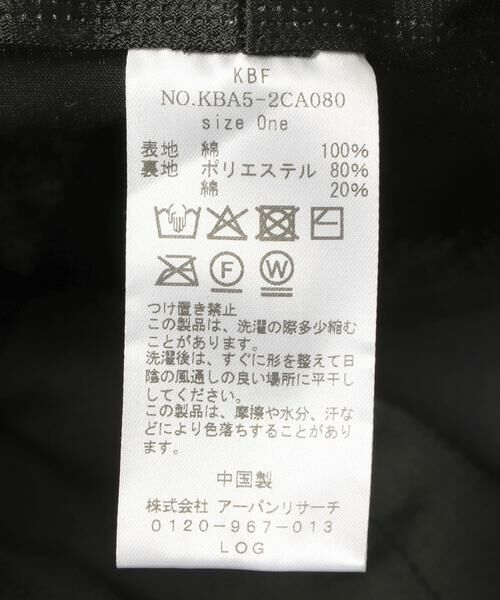 KBF
NO.KBA5-2CA080
size One
表地 綿 100%
裏地 ポリエステル 80%
綿 20%
F
W
つけ置き禁止
この製品は、洗濯の際多少縮む
ことがあります。
洗濯後は、すぐに形を整えて日
陰の風通しの良い場所に平干し
してください。
この製品は、摩擦や水分、汗な
どにより色落ちすることがあり
ます。
中国製
株式会社 アーバンリサーチ
0120-967-013
LOG